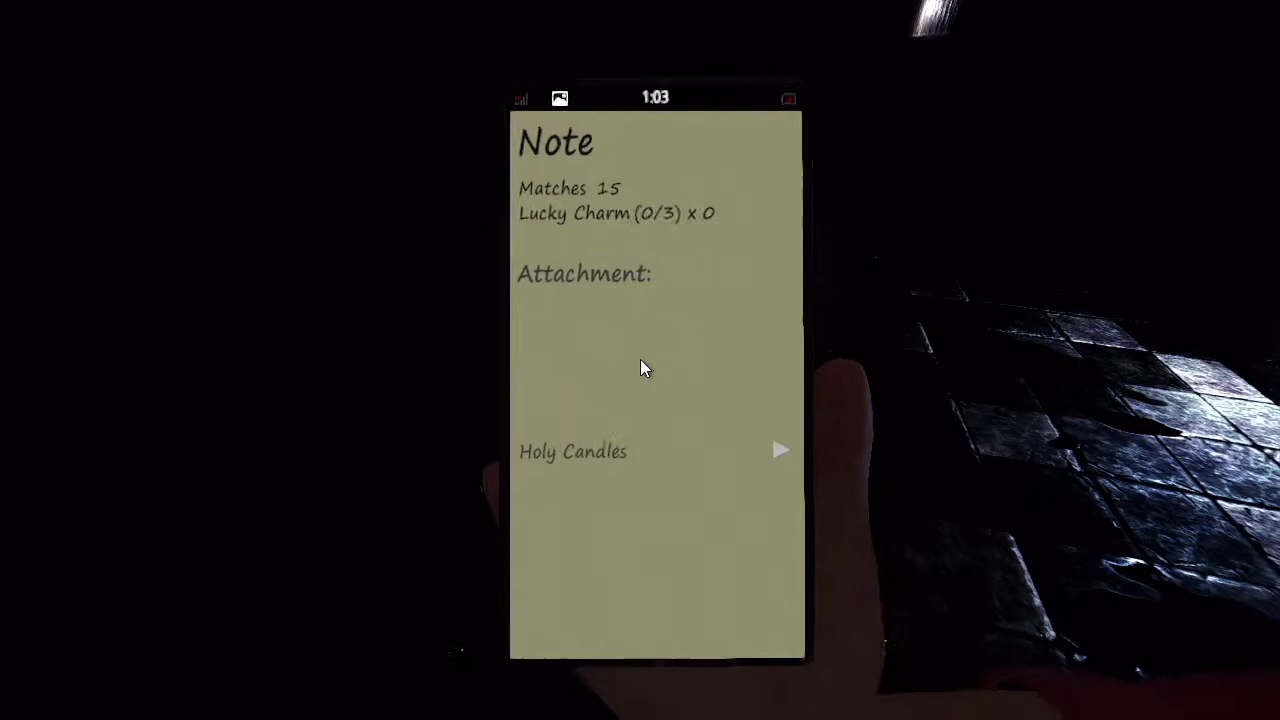 1:03
Note
Matches 15
Lucky Charm (0/3) x 0
Attachment:
Holy Candles